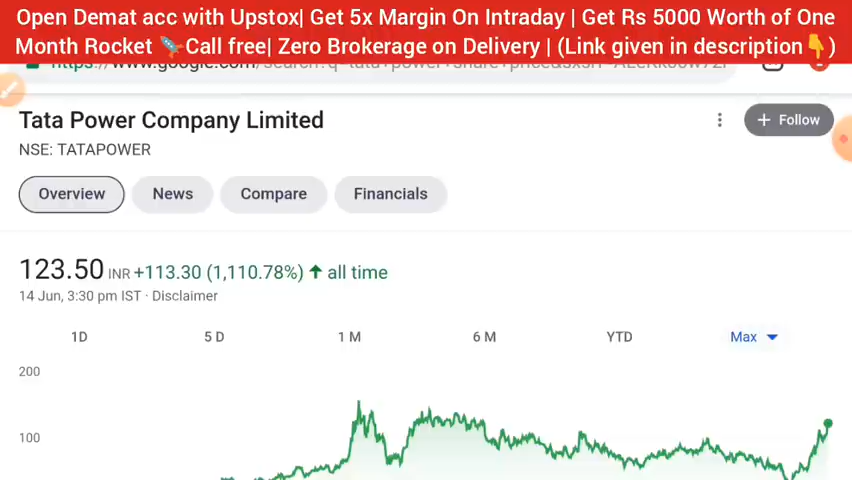 Open Demat acc with Upstox| Get 5x Margin On Intraday | Get Rs 5000 Worth of One
Month Rocket 🚀Call free| Zero Brokerage on Delivery | (Link given in description👇)
Tata Power Company Limited
+ Follow
NSE: TATAPOWER
Overview News Compare Financials
123.50 INR +113.30 (1,110.78%) ↑ all time
14 Jun, 3:30 pm IST · Disclaimer
1D 5 D 1 M 6 M YTD Max
200
100